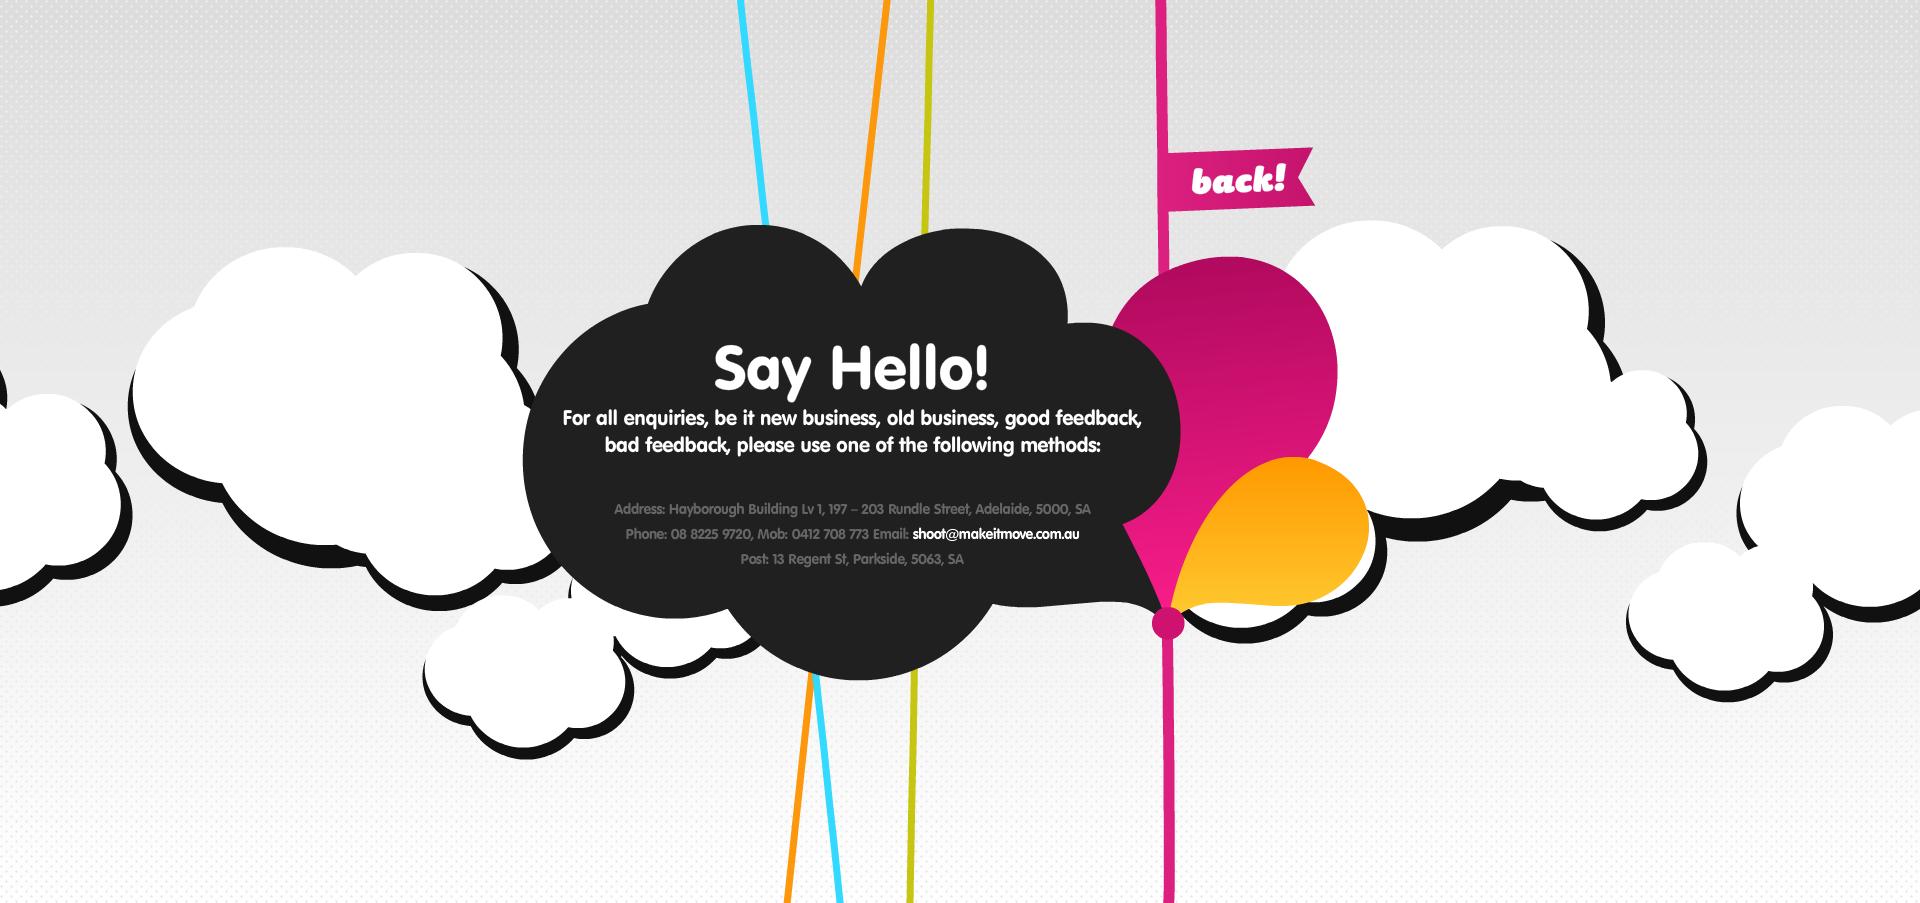 back!
Say Hello!
For all enquiries, be it new business, old business, good feedback,
bad feedback, please use one of the following methods:
Address: Hayborough Building Lv 1, 197 – 203 Rundle Street, Adelaide, 5000, SA
Phone: 08 8225 9720, Mob: 0412 708 773 Email: shoot@makeitmove.com.au
Post: 13 Regent St, Parkside, 5063, SA